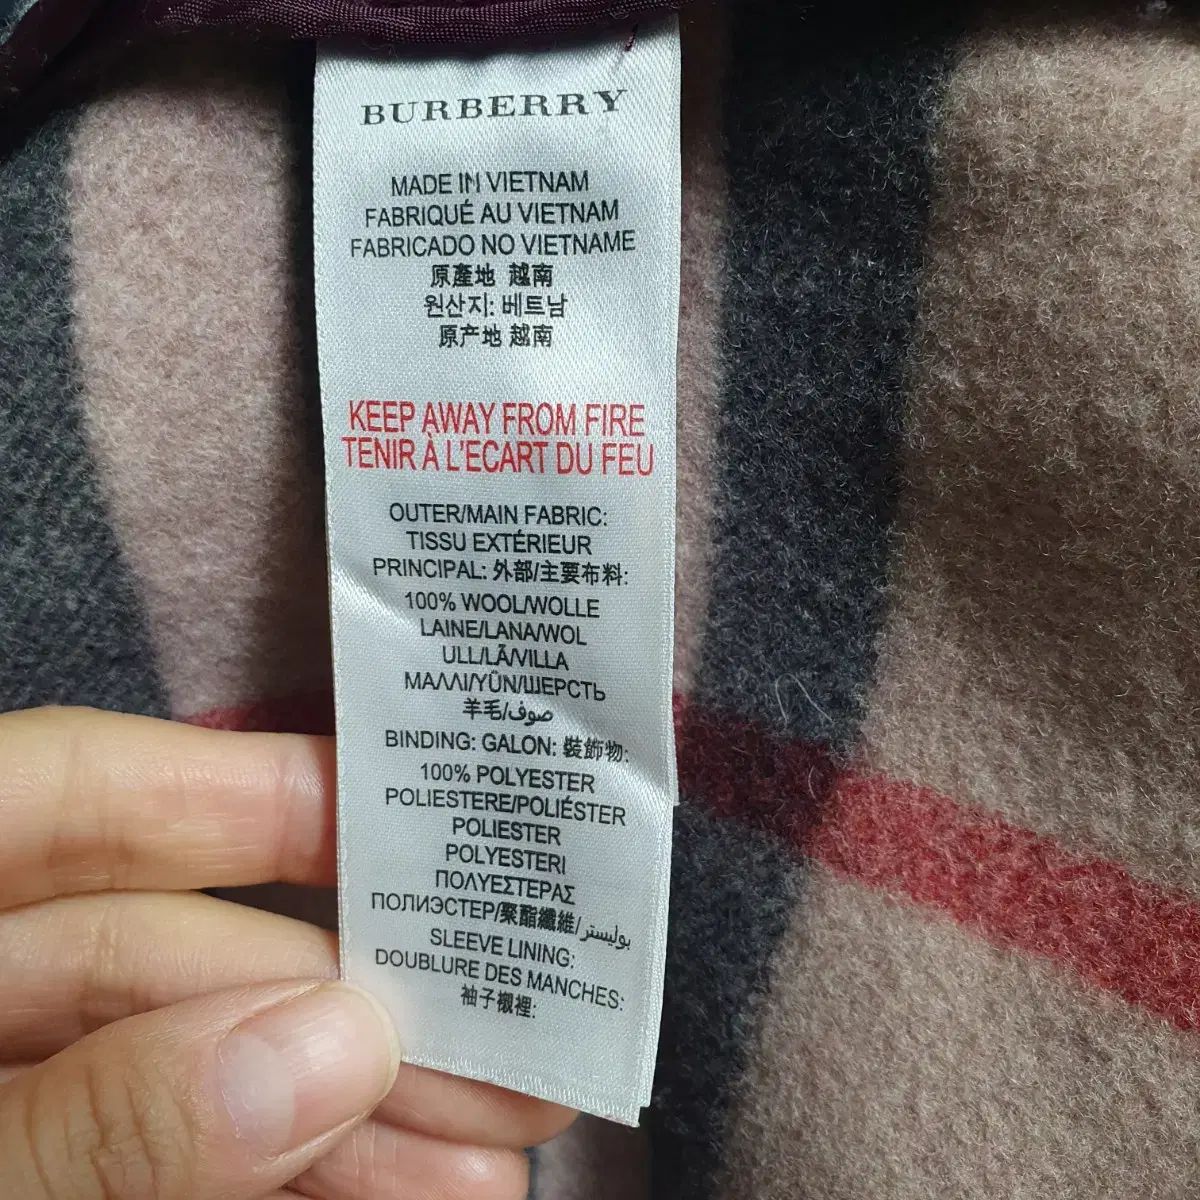 BURBERRY
MADE IN VIETNAM
FABRIQUÉ AU VIETNAM
FABRICADO NO VIETNAME
原產地 越南
원산지: 베트남
原产地 越南
KEEP AWAY FROM FIRE
TENIR À L'ECART DU FEU
OUTER/MAIN FABRIC:
TISSU EXTÉRIEUR
PRINCIPAL: 外部/主要布料:
100% WOOL/WOLLE
LAINE/LANA/WOL
ULL/LÃ/VILLA
ΜΑΛΛΙ/YÜN/ШЕРСТЬ
羊毛/صوف
BINDING: GALON: 裝飾物:
100% POLYESTER
POLIESTERE/POLIÉSTER
POLIESTER
POLYESTERI
ΠΟΛΥΕΣΤΕΡΑΣ
ПОЛИЭСТЕР/聚酯纖維/بوليستر
SLEEVE LINING:
DOUBLURE DES MANCHES:
袖子襯裡: